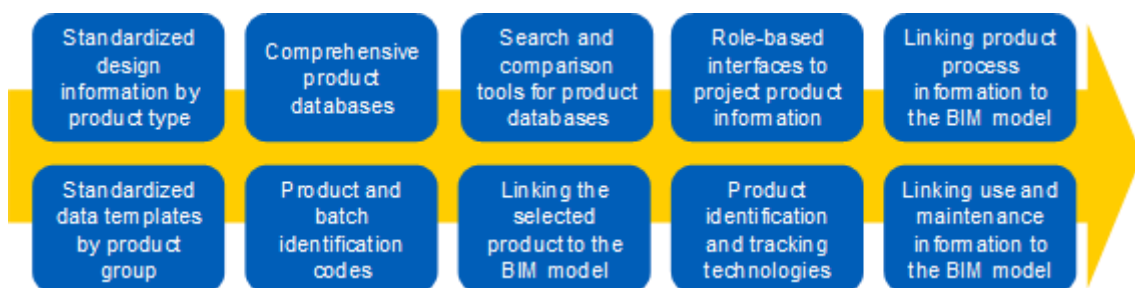 Standardized
design
information by
product type
Comprehensive
product
databases
Search and
comparison
tools for product
databases
Role-based
interfaces to
project product
information
Linking product
process
information to
the BIM model
Standardized
data templates
by product
group
Product and
batch
identification
codes
Linking the
selected
product to the
BIM model
Product
identification
and tracking
technologies
Linking use and
maintenance
information to
the BIM model